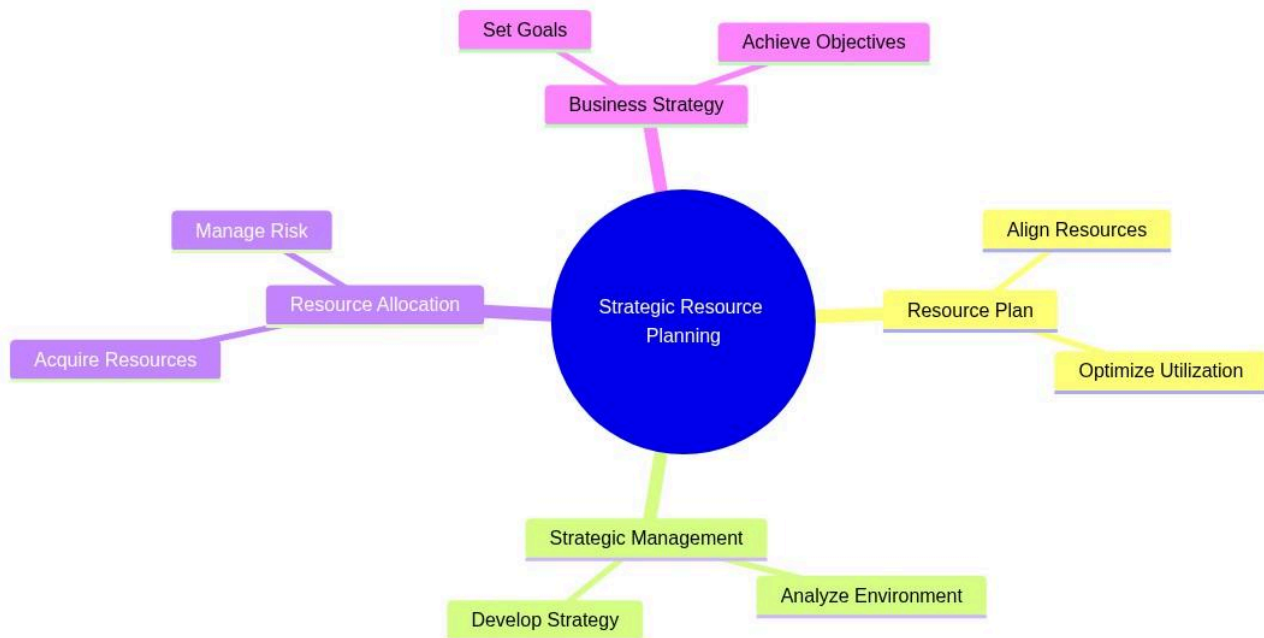 Set Goals
Achieve Objectives
Business Strategy
Manage Risk
Resource Allocation
Acquire Resources
Strategic Resource
Planning
Align Resources
Resource Plan
Optimize Utilization
Strategic Management
Analyze Environment
Develop Strategy